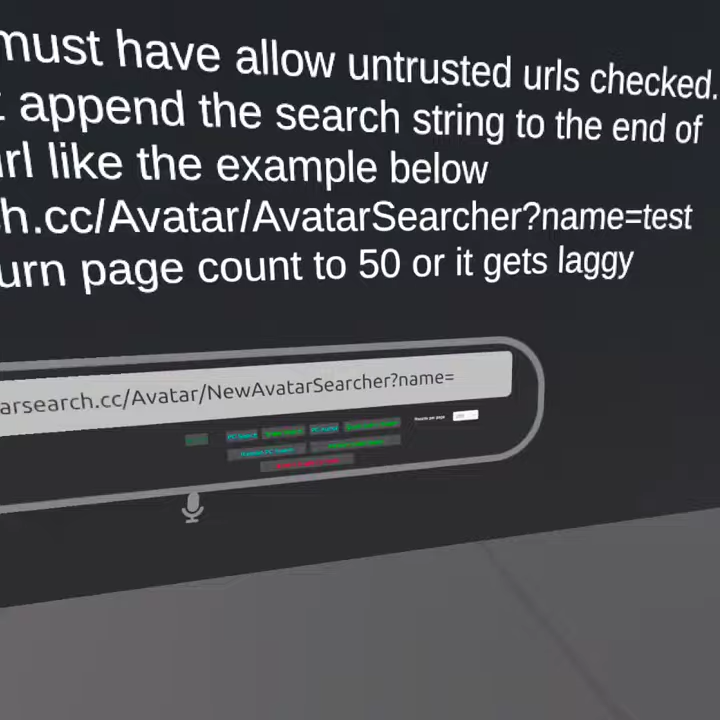 must have allow untrusted urls checked.
append the search string to the end of
url like the example below
h.cc/Avatar/AvatarSearcher?name=test
urn page count to 50 or it gets laggy
arsearch.cc/Avatar/NewAvatarSearcher?name=